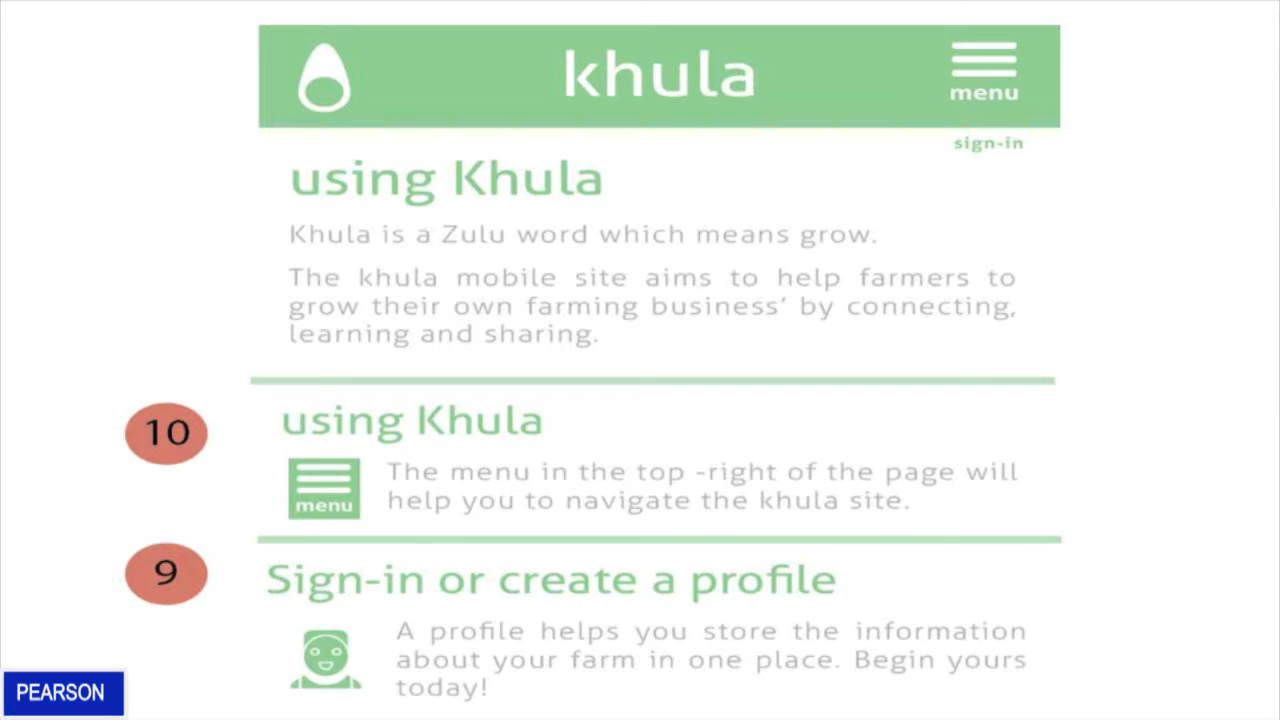 khula
menu
sign-in
using Khula
Khula is a Zulu word which means grow.
The khula mobile site aims to help farmers to
grow their own farming business’ by connecting,
learning and sharing.
10
using Khula
menu
The menu in the top -right of the page will
help you to navigate the khula site.
9
Sign-in or create a profile
A profile helps you store the information
about your farm in one place. Begin yours
today!
PEARSON